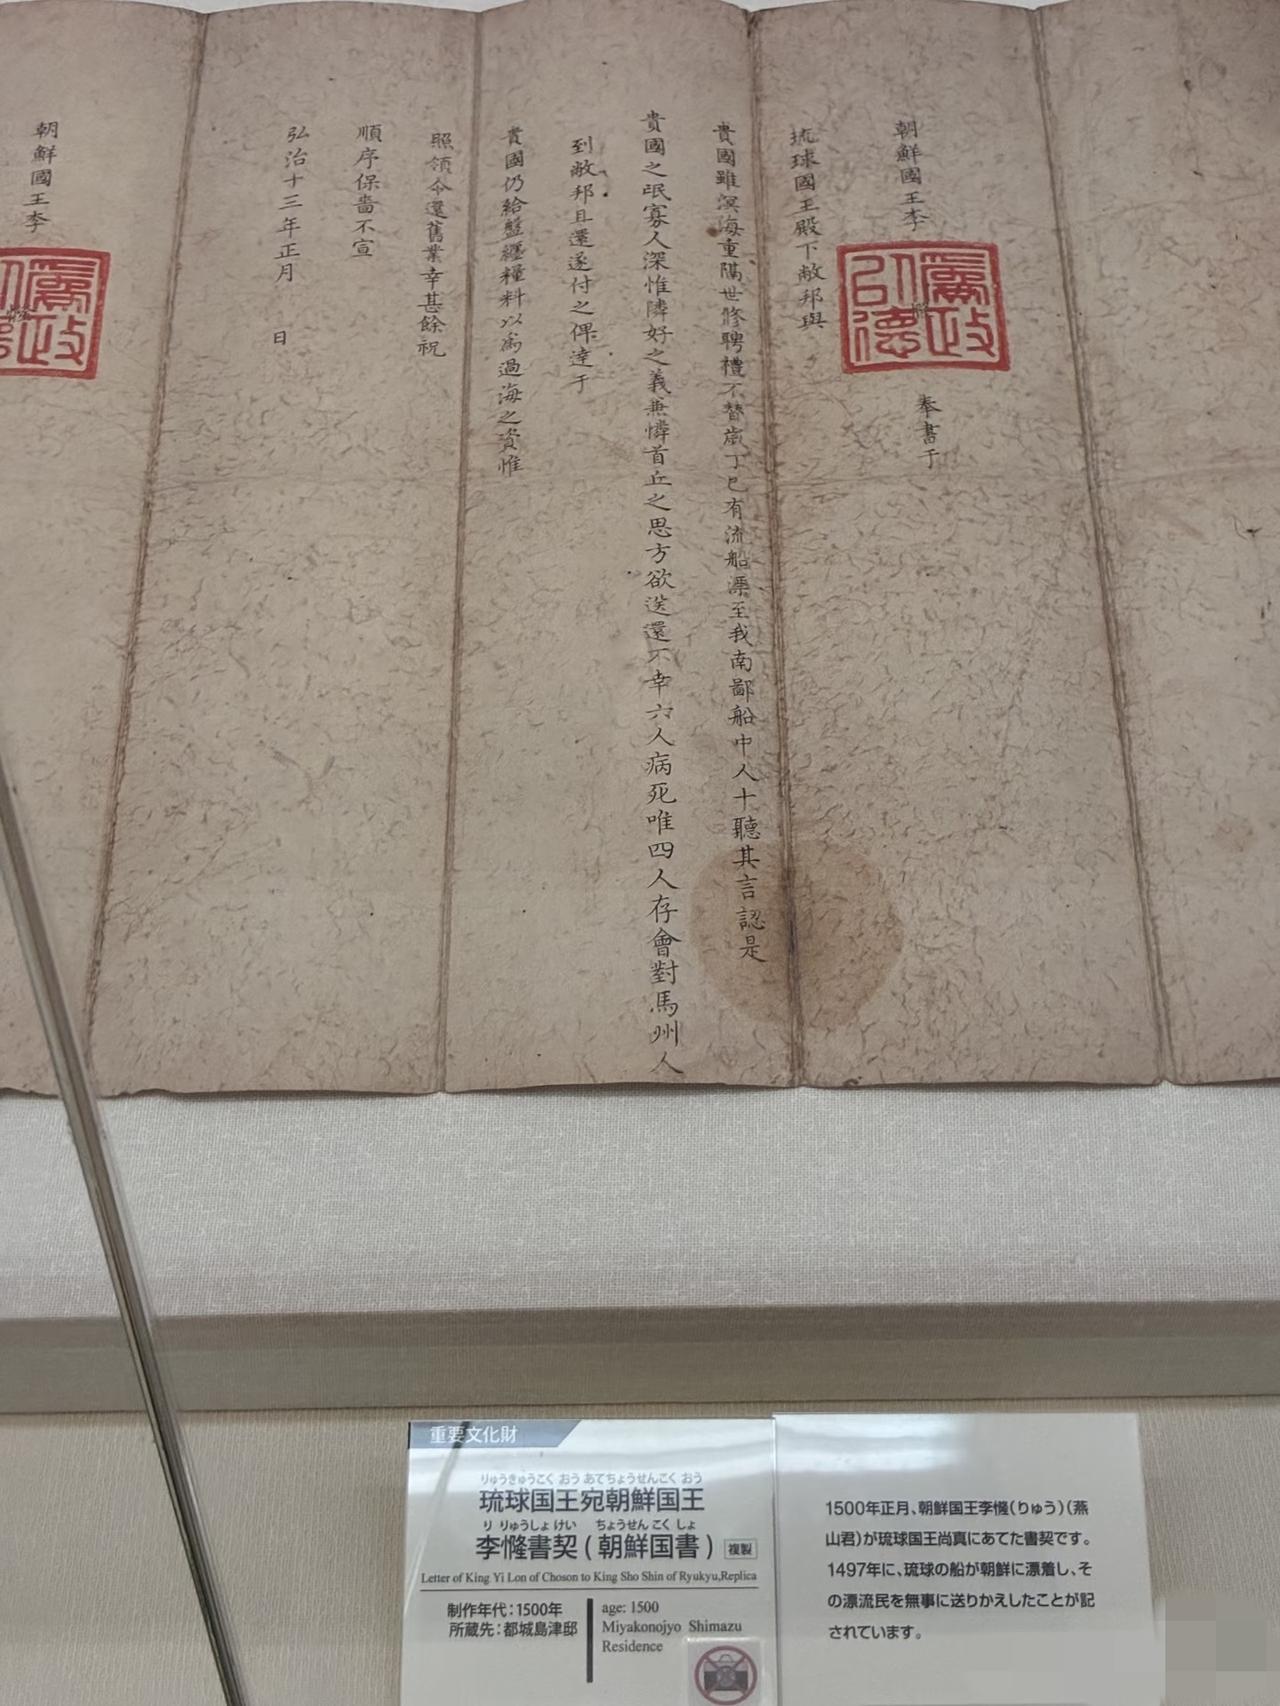 朝鮮國王李㦕
爲政以德
奉書于
琉球國王殿下敝邦與
貴國雖溟海重隔世修聘禮不替歲丁巳有流船漂至我南鄙船中人十聽其言認是
貴國之氓寡人深惟隣好之義兼憐首丘之思方欲送還不幸六人病死唯四人存會對馬州人
到敝邦且還遂付之俾達于
貴國仍給盤纏糧料以爲過海之資惟
照領令還舊業幸甚餘祝
順序保嗇不宣
弘治十三年正月 日
朝鮮國王李㦕
重要文化財
りゅうきゅうこく おう あてちょうせんこく おう
琉球国王宛朝鮮国王
り りゅうしょ けい ちょうせん こく しょ
李㦕書契(朝鮮国書) 複製
Letter of King Yi Lon of Choson to King Sho Shin of Ryukyu,Replica
制作年代:1500年
所蔵先:都城島津邸
age: 1500
Miyakonojyo Shimazu
Residence
1500年正月、朝鮮国王李㦕(りゅう)(燕
山君)が琉球国王尚真にあてた書契です。
1497年に、琉球の船が朝鮮に漂着し、そ
の漂流民を無事に送りかえしたことが記
されています。